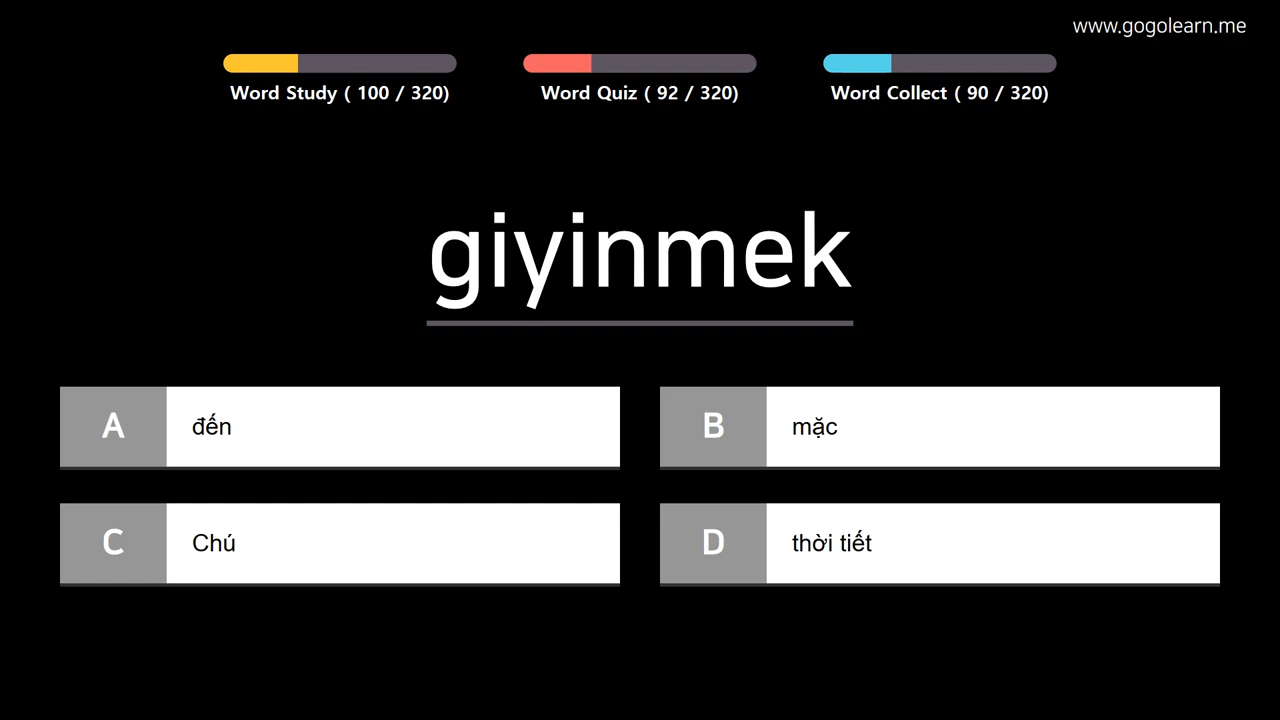 www.gogolearn.me
Word Study ( 100 / 320)
Word Quiz ( 92 / 320)
Word Collect ( 90 / 320)
giyinmek
A
đến
B
mặc
C
Chú
D
thời tiết